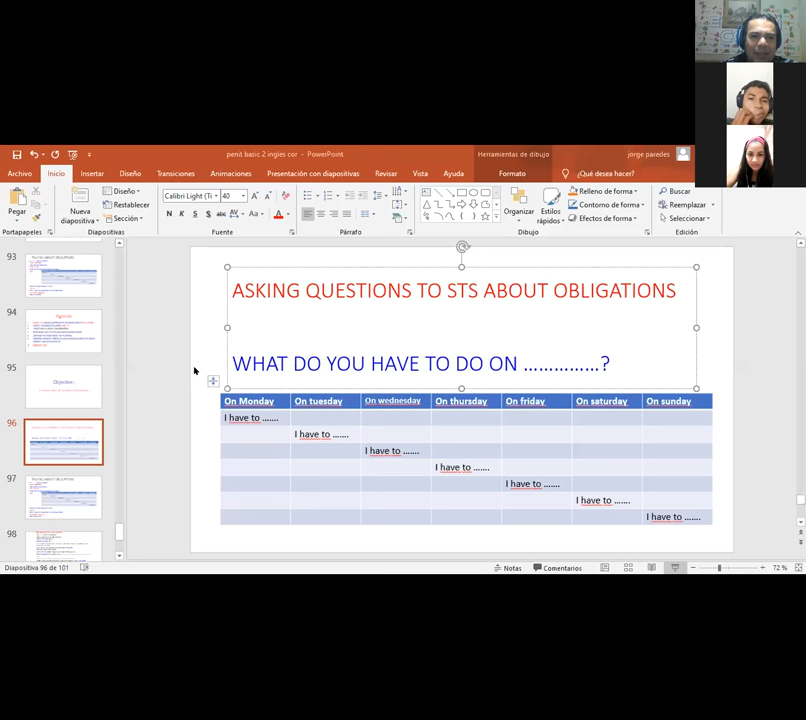 penit basic 2 ingles cor - PowerPoint
Herramientas de dibujo
jorge paredes
Archivo Inicio Insertar Diseño Transiciones Animaciones Presentación con diapositivas Revisar Vista Ayuda Formato ¿Qué desea hacer?
Pegar
Nueva diapositiva
Diseño
Restablecer
Sección
Calibri Light (Ti 40
N K S S abc AV Aa A
Organizar
Estilos rápidos
Relleno de forma
Contorno de forma
Efectos de forma
Buscar
Reemplazar
Seleccionar
Portapapeles Diapositivas Fuente Párrafo Dibujo Edición
93
94
95
96
97
98
Objective :
ASKING QUESTIONS TO STS ABOUT OBLIGATIONS
WHAT DO YOU HAVE TO DO ON ……………?
On Monday On tuesday On wednesday On thursday On friday On saturday On sunday
I have to …….
I have to …….
I have to …….
I have to …….
I have to …….
I have to …….
I have to …….
Diapositiva 96 de 101
Notas Comentarios 72 %